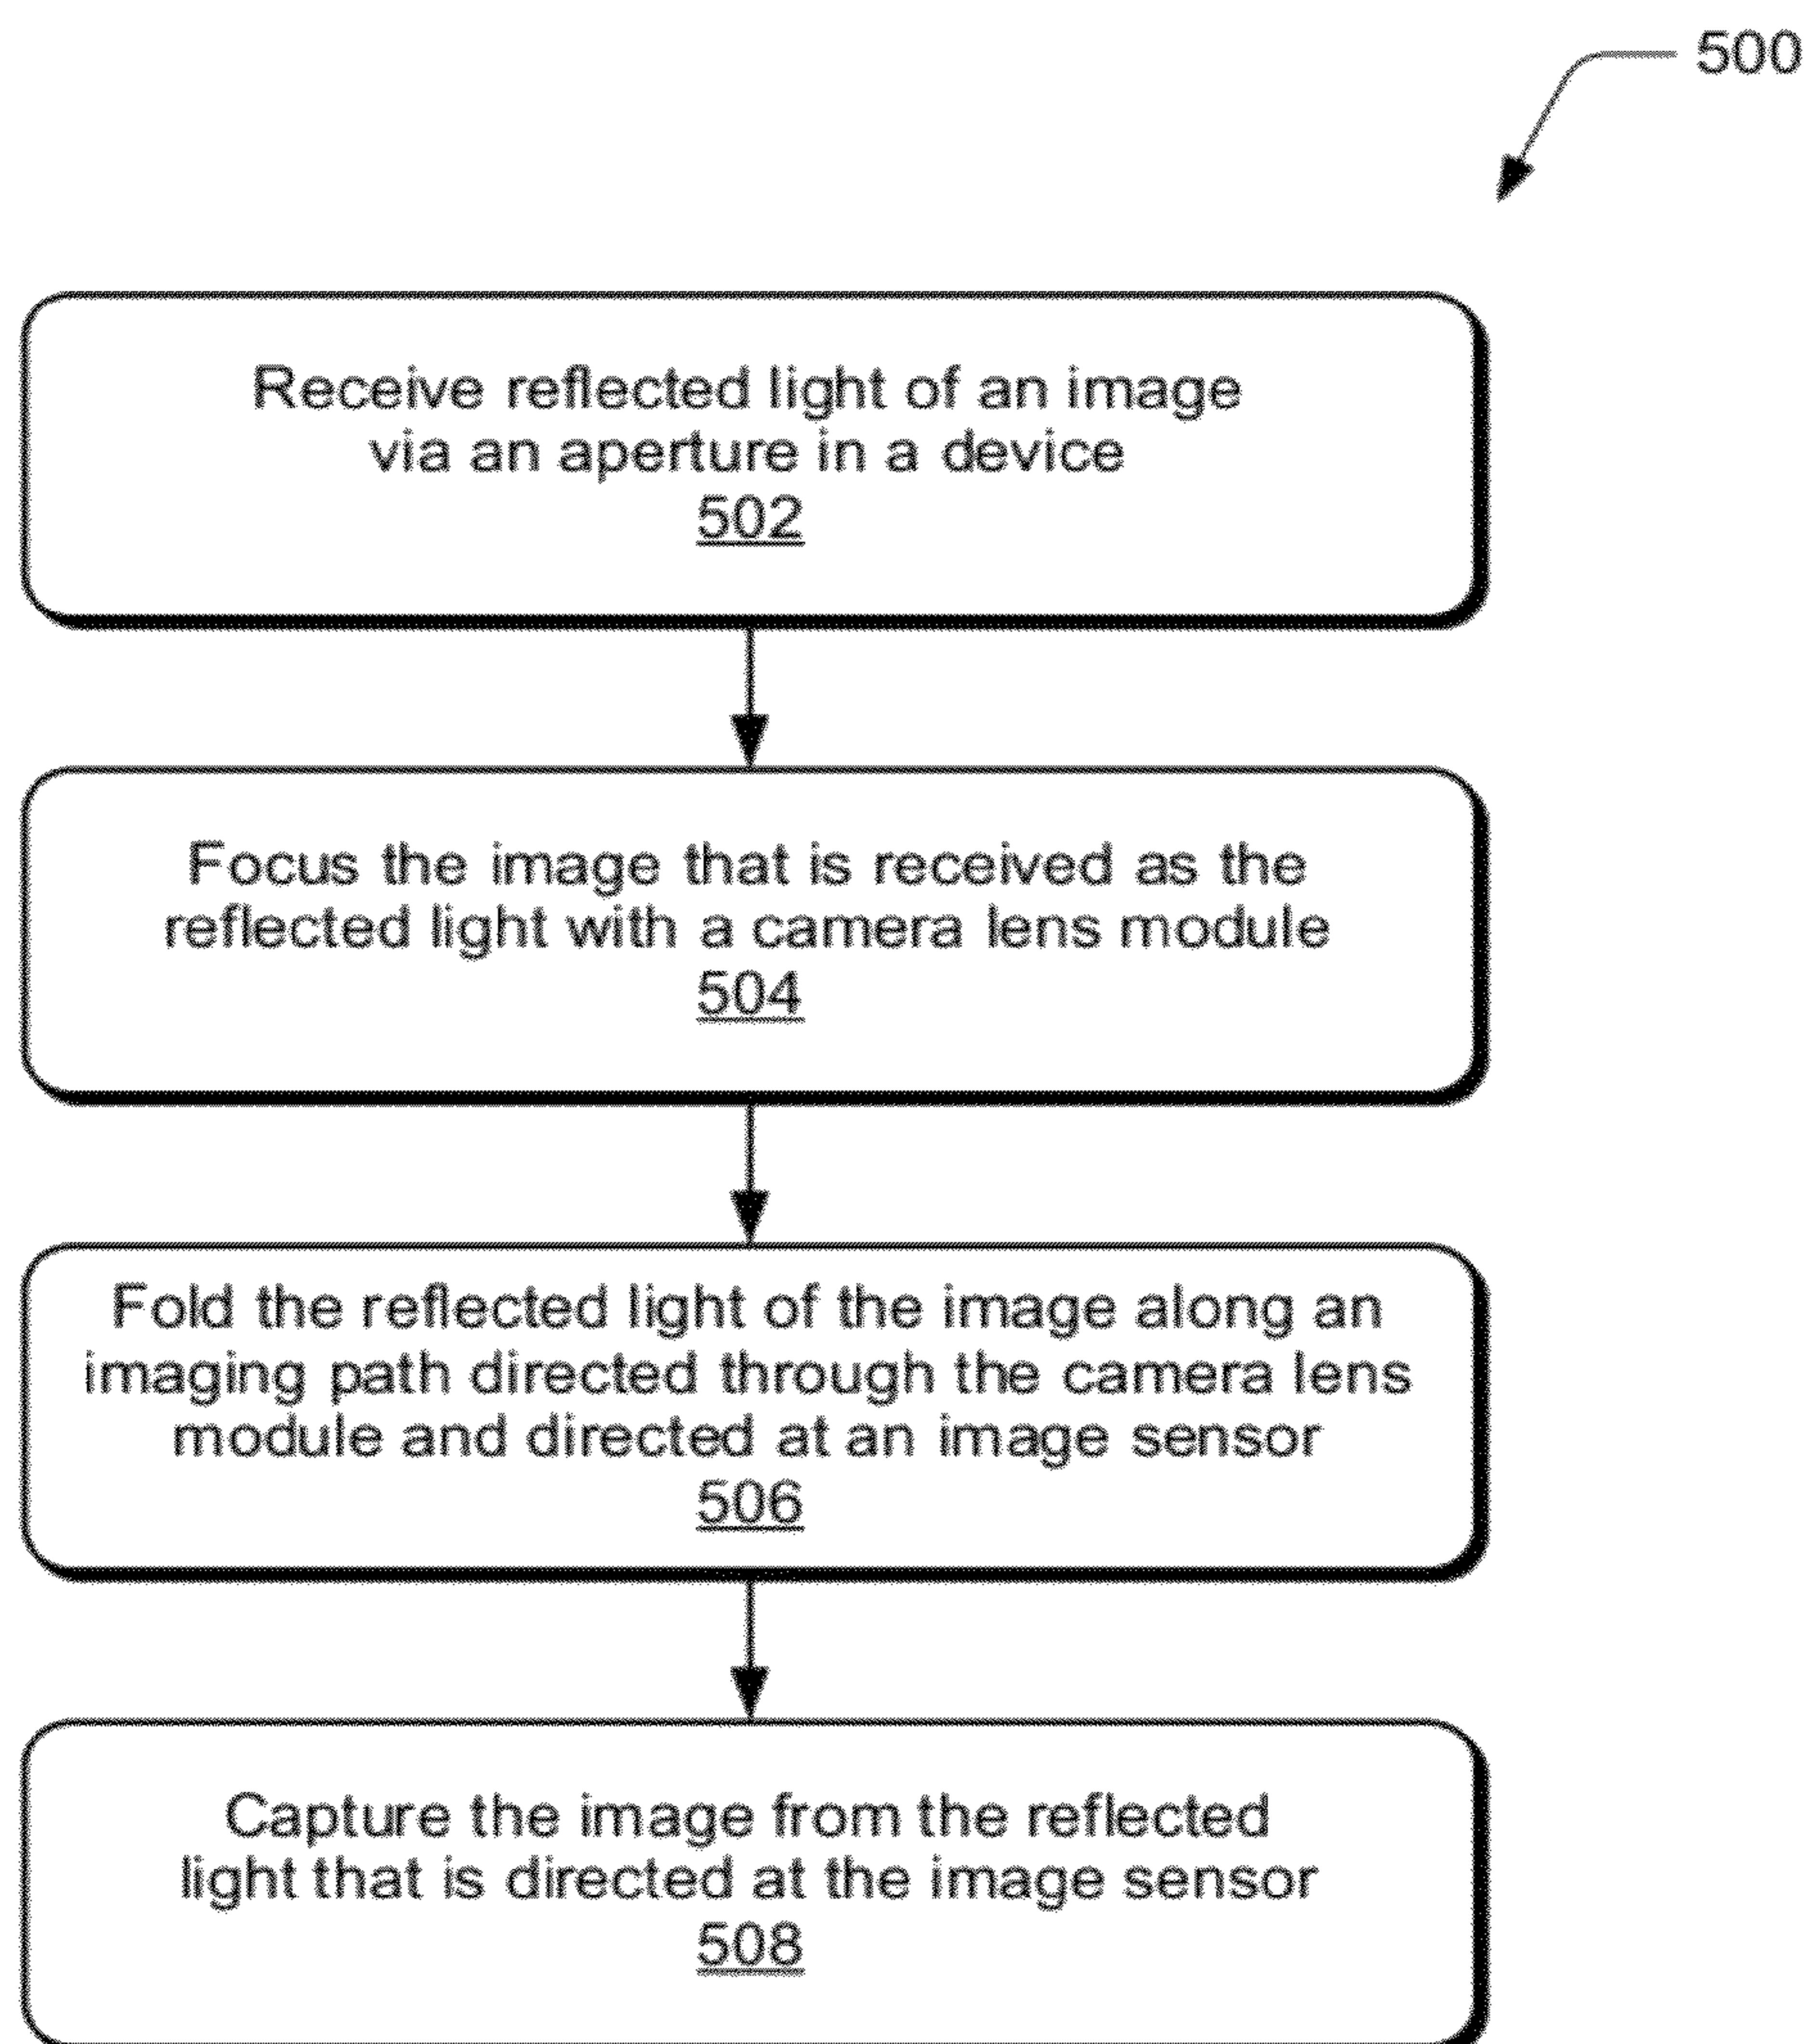 500
Receive reflected light of an image
via an aperture in a device
502
Focus the image that is received as the
reflected light with a camera lens module
504
Fold the reflected light of the image along an
imaging path directed through the camera lens
module and directed at an image sensor
506
Capture the image from the reflected
light that is directed at the image sensor
508